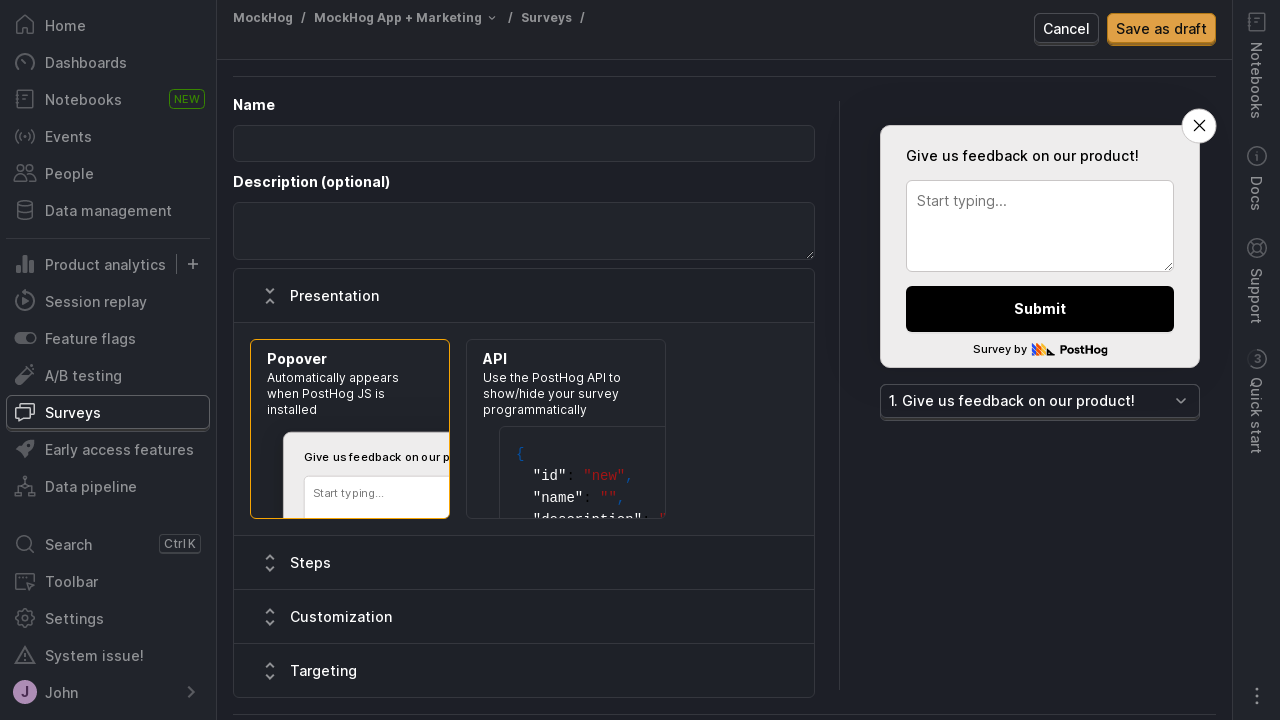 Home
Dashboards
Notebooks NEW
Events
People
Data management
Product analytics
Session replay
Feature flags
A/B testing
Surveys
Early access features
Data pipeline
Search Ctrl K
Toolbar
Settings
System issue!
J John
MockHog / MockHog App + Marketing / Surveys /
Cancel Save as draft
Name
Description (optional)
Presentation
Popover
Automatically appears
when PostHog JS is
installed
Give us feedback on our p
Start typing...
API
Use the PostHog API to
show/hide your survey
programmatically
{
"id": "new",
"name": "",
"description": "
Steps
Customization
Targeting
Give us feedback on our product!
Start typing...
Submit
Survey by PostHog
1. Give us feedback on our product!
Notebooks
Docs
Support
3 Quick start